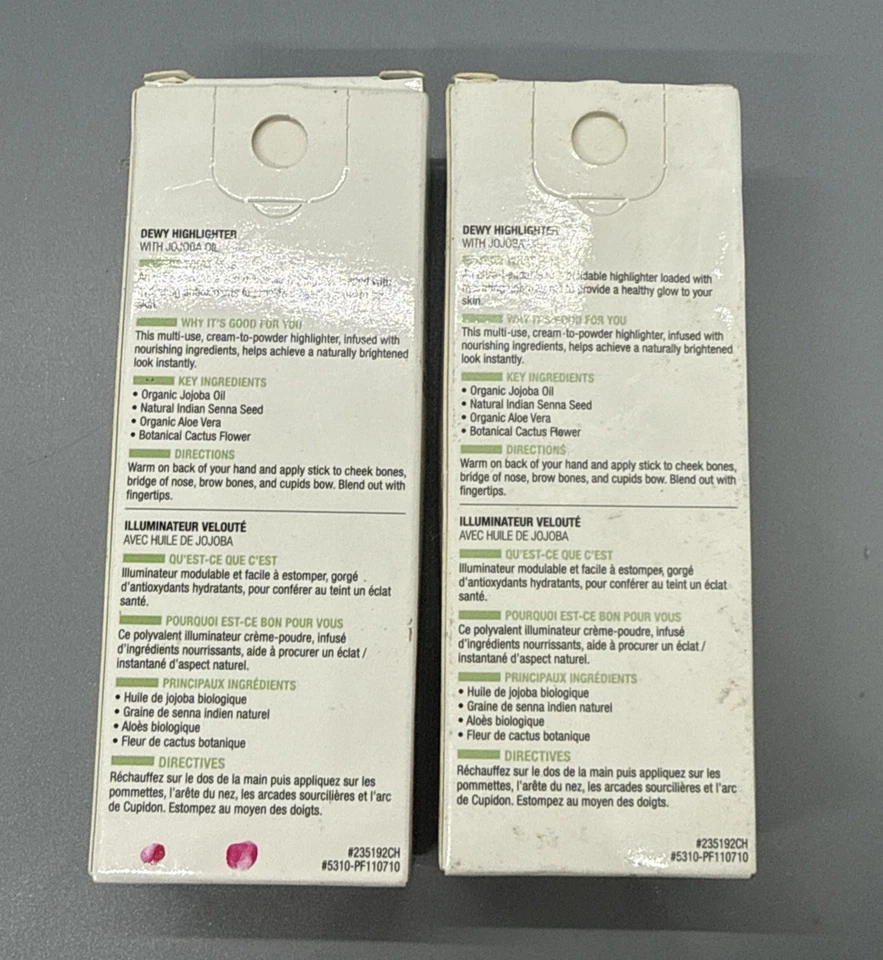 DEWY HIGHLIGHTER
WITH JOJOBA OIL
WHY IT'S GOOD FOR YOU
This multi-use, cream-to-powder highlighter, infused with
nourishing ingredients, helps achieve a naturally brightened
look instantly.
KEY INGREDIENTS
• Organic Jojoba Oil
• Natural Indian Senna Seed
• Organic Aloe Vera
• Botanical Cactus Flower
DIRECTIONS
Warm on back of your hand and apply stick to cheek bones,
bridge of nose, brow bones, and cupids bow. Blend out with
fingertips.
ILLUMINATEUR VELOUTÉ
AVEC HUILE DE JOJOBA
QU'EST-CE QUE C'EST
Illuminateur modulable et facile à estomper, gorgé
d'antioxydants hydratants, pour conférer au teint un éclat
santé.
POURQUOI EST-CE BON POUR VOUS
Ce polyvalent illuminateur crème-poudre, infusé
d'ingrédients nourrissants, aide à procurer un éclat /
instantané d'aspect naturel.
PRINCIPAUX INGRÉDIENTS
• Huile de jojoba biologique
• Graine de senna indien naturel
• Aloès biologique
• Fleur de cactus botanique
DIRECTIVES
Réchauffez sur le dos de la main puis appliquez sur les
pommettes, l'arête du nez, les arcades sourcilières et l'arc
de Cupidon. Estompez au moyen des doigts.
#235192CH
#5310-PF110710
DEWY HIGHLIGHTER
WITH JOJOBA
highlighter loaded with
provide a healthy glow to your
skin.
WHY IT'S GOOD FOR YOU
This multi-use, cream-to-powder highlighter, infused with
nourishing ingredients, helps achieve a naturally brightened
look instantly.
KEY INGREDIENTS
• Organic Jojoba Oil
• Natural Indian Senna Seed
• Organic Aloe Vera
• Botanical Cactus Flower
DIRECTIONS
Warm on back of your hand and apply stick to cheek bones,
bridge of nose, brow bones, and cupids bow. Blend out with
fingertips.
ILLUMINATEUR VELOUTÉ
AVEC HUILE DE JOJOBA
QU'EST-CE QUE C'EST
Illuminateur modulable et facile à estomper, gorgé
d'antioxydants hydratants, pour conférer au teint un éclat
santé.
POURQUOI EST-CE BON POUR VOUS
Ce polyvalent illuminateur crème-poudre, infusé
d'ingrédients nourrissants, aide à procurer un éclat /
instantané d'aspect naturel.
PRINCIPAUX INGRÉDIENTS
• Huile de jojoba biologique
• Graine de senna indien naturel
• Aloès biologique
• Fleur de cactus botanique
DIRECTIVES
Réchauffez sur le dos de la main puis appliquez sur les
pommettes, l'arête du nez, les arcades sourcilières et l'arc
de Cupidon. Estompez au moyen des doigts.
#235192CH
#5310-PF110710